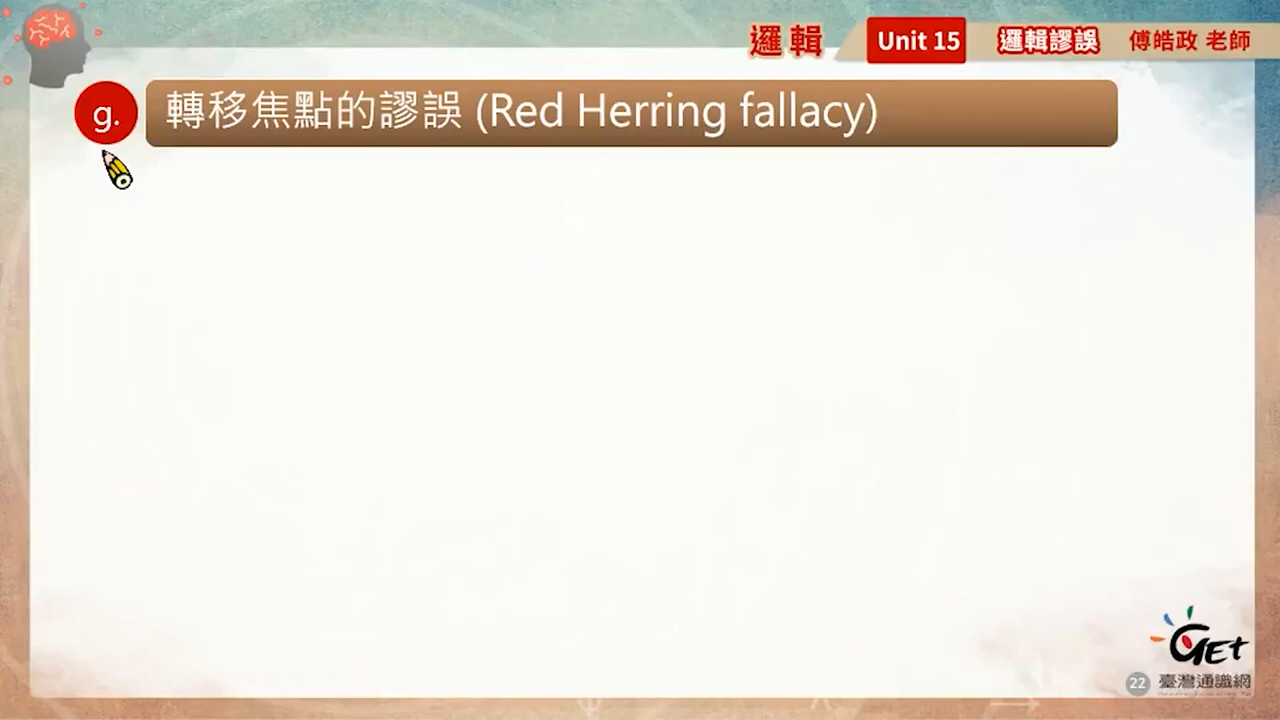 邏輯 Unit 15 邏輯謬誤 傅皓政 老師
g. 轉移焦點的謬誤 (Red Herring fallacy)
GET
22 臺灣通識網